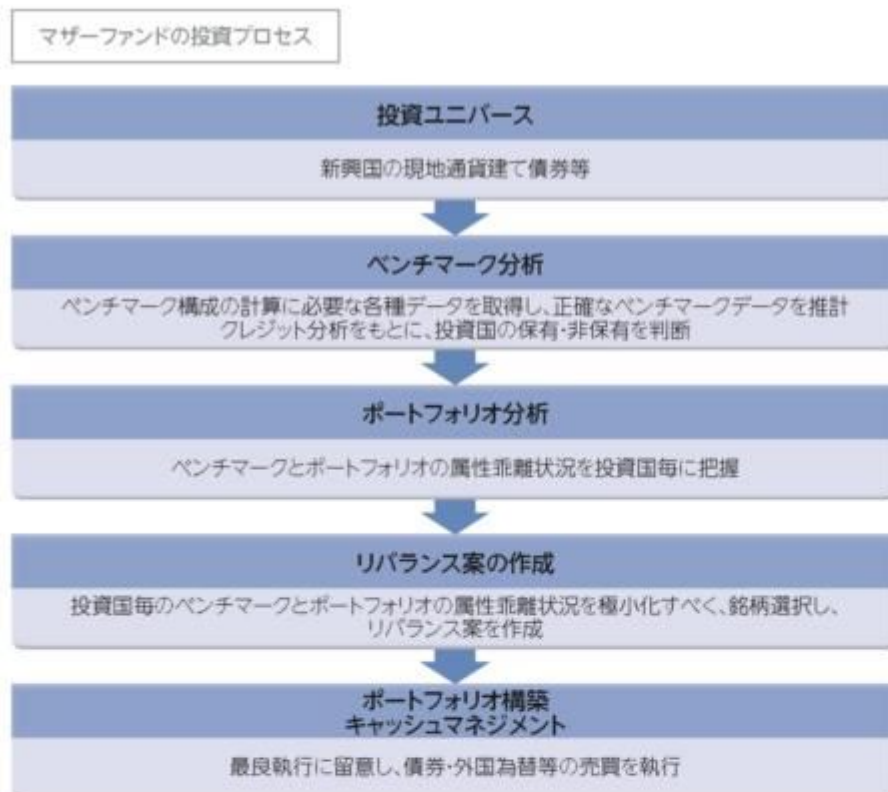 マザーファンドの投資プロセス
投資ユニバース
新興国の現地通貨建て債券等
ベンチマーク分析
ベンチマーク構成の計算に必要な各種データを取得し、正確なベンチマークデータを推計
クレジット分析をもとに、投資国の保有・非保有を判断
ポートフォリオ分析
ベンチマークとポートフォリオの属性乖離状況を投資国毎に把握
リバランス案の作成
投資国毎のベンチマークとポートフォリオの属性乖離状況を極小化すべく、銘柄選択し、
リバランス案を作成
ポートフォリオ構築
キャッシュマネジメント
最良執行に留意し、債券・外国為替等の売買を執行